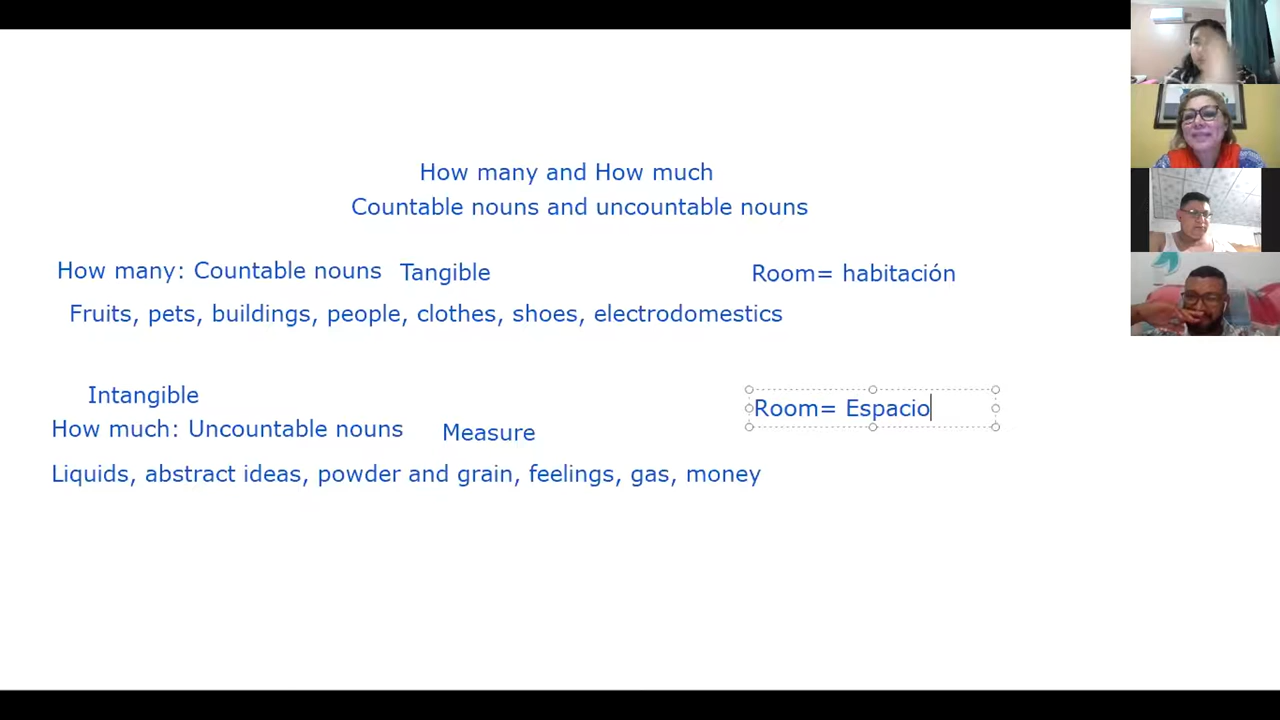 How many and How much
Countable nouns and uncountable nouns
How many: Countable nouns Tangible
Room= habitación
Fruits, pets, buildings, people, clothes, shoes, electrodomestics
Intangible
Room= Espacio
How much: Uncountable nouns Measure
Liquids, abstract ideas, powder and grain, feelings, gas, money